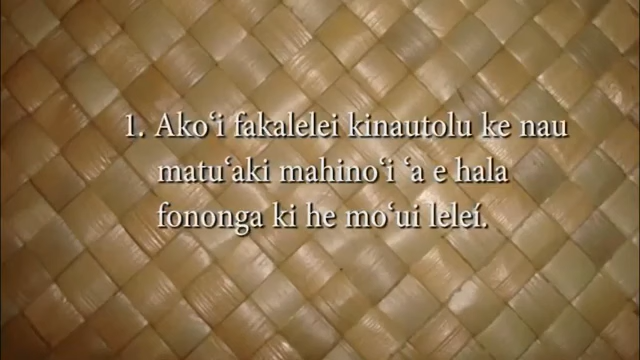 1. Akoʻi fakalelei kinautolu ke nau
matuʻaki mahinoʻi ʻa e hala
fononga ki he moʻui leleí.